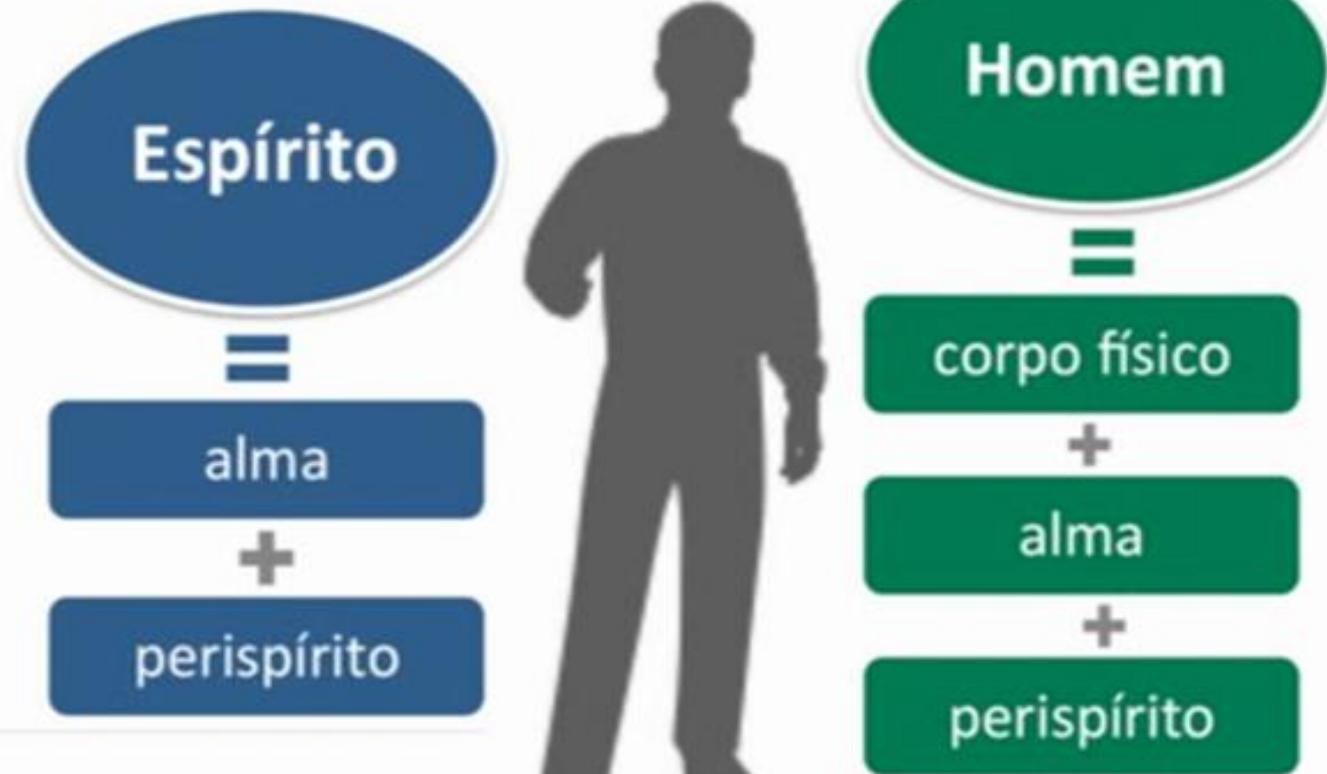 Espírito
=
alma
+
perispírito
Homem
=
corpo físico
+
alma
+
perispírito